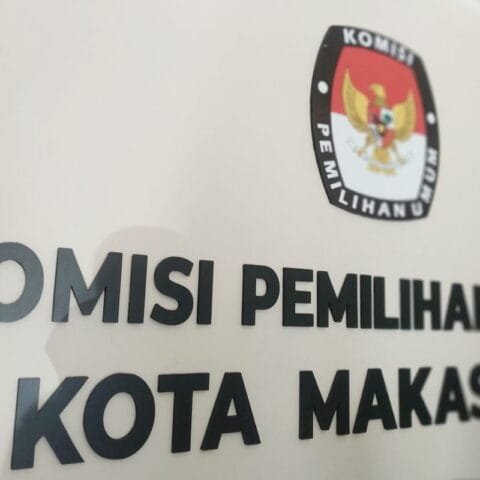 KOMISI
PEMILIHAN UMUM
OMISI PEMILIHA
KOTA MAKAS